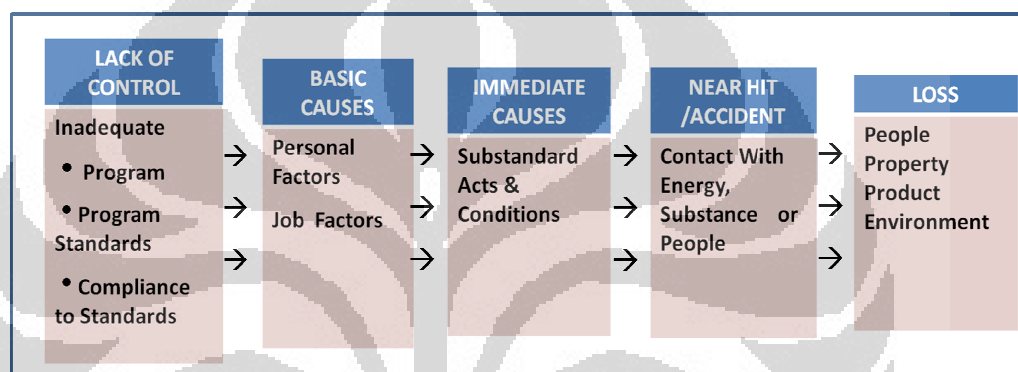 LACK OF
CONTROL
Inadequate
• Program
• Program
Standards
• Compliance
to Standards
BASIC
CAUSES
Personal
Factors
Job Factors
IMMEDIATE
CAUSES
Substandard
Acts &
Conditions
NEAR HIT
/ACCIDENT
Contact With
Energy,
Substance or
People
LOSS
People
Property
Product
Environment